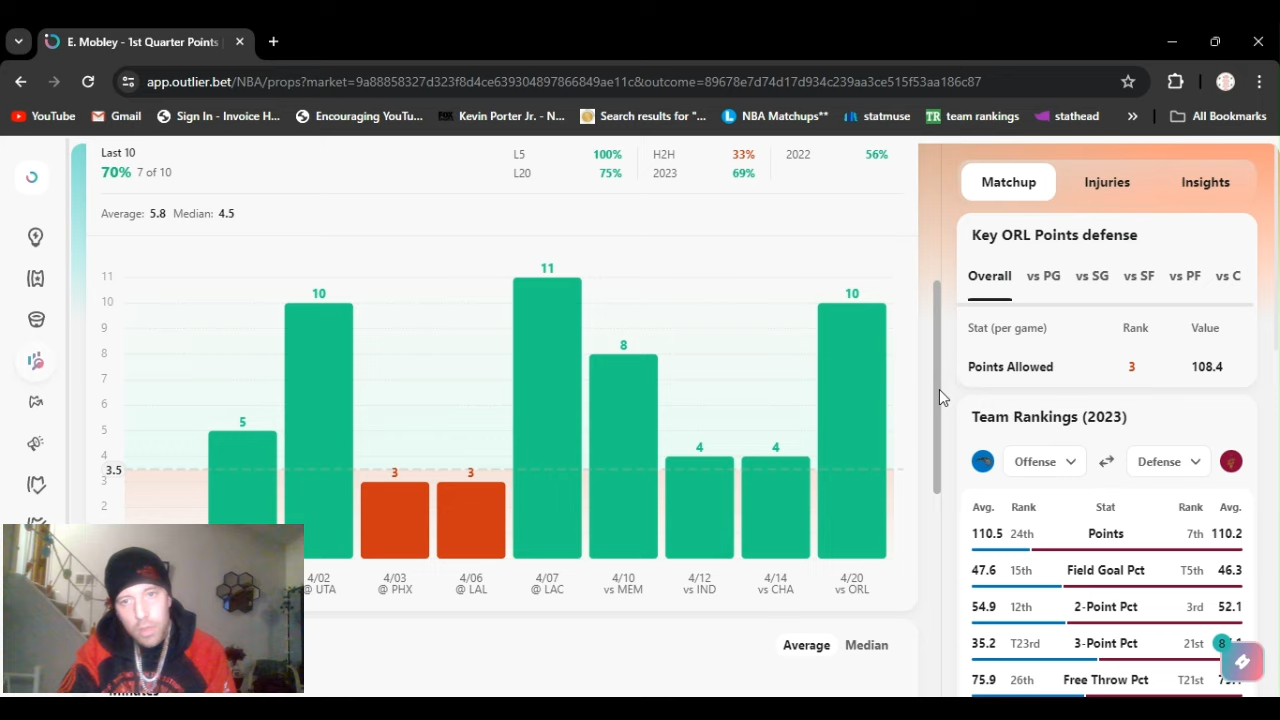 E. Mobley - 1st Quarter Points
app.outlier.bet/NBA/props?market=9a88858327d323f8d4ce639304897866849ae11c&outcome=89678e7d74d17d934c239aa3ce515f53aa186c87
YouTube
Gmail
Sign In - Invoice H...
Encouraging YouTu...
Kevin Porter Jr. - N...
Search results for "...
NBA Matchups**
statmuse
TR team rankings
stathead
All Bookmarks
Last 10
70% 7 of 10
L5 100% H2H 33% 2022 56%
L20 75% 2023 69%
Average: 5.8 Median: 4.5
11
10
9
8
7
6
5
4
3.5
3
2
5
10
3
3
11
8
4
4
10
4/02 4/03 4/06 4/07 4/10 4/12 4/14 4/20
@ UTA @ PHX @ LAL @ LAC vs MEM vs IND vs CHA vs ORL
Average Median
Matchup Injuries Insights
Key ORL Points defense
Overall vs PG vs SG vs SF vs PF vs C
Stat (per game) Rank Value
Points Allowed 3 108.4
Team Rankings (2023)
Offense Defense
Avg. Rank Stat Rank Avg.
110.5 24th Points 7th 110.2
47.6 15th Field Goal Pct T5th 46.3
54.9 12th 2-Point Pct 3rd 52.1
35.2 T23rd 3-Point Pct 21st
75.9 26th Free Throw Pct T21st